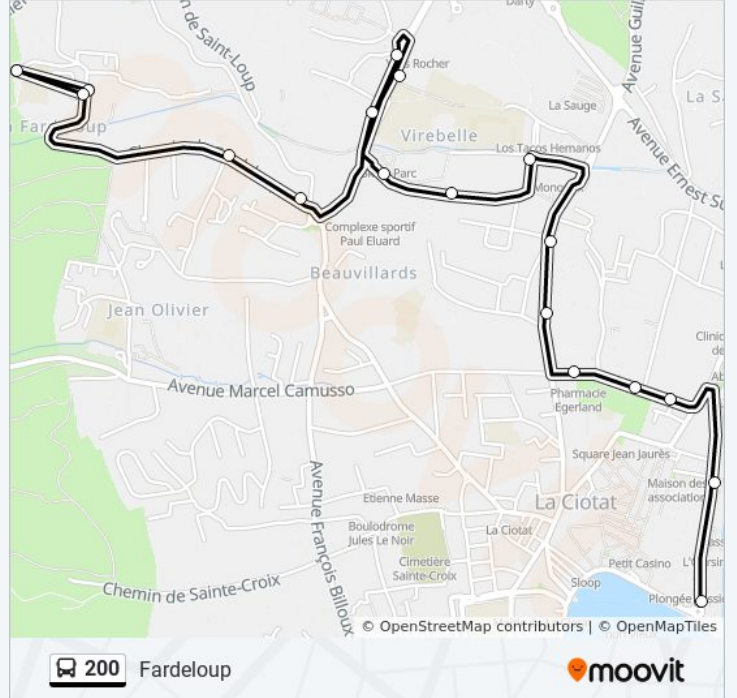 Darty
n de Saint-Loup
Avenue Guil
Rocher
La Sauge
La S
Virebelle
Avenue Ernest Su
Los Tacos Hemanos
Parc
Mono
Complexe sportif
Paul Eluard
Beauvillards
Jean Olivier
Clinic
de
Avenue Marcel Camusso
Pharmacie
Egerland
Square Jean Jaurès
Maison des
association
Etienne Masse
La Ciotat
Avenue François Billoux
Boulodrome
Jules Le Noir
La Ciotat
Cimetière
Sainte-Croix
Petit Casino
Sloop
Chemin de Sainte-Croix
Plongée
© OpenStreetMap contributors | © OpenMapTiles
200 Fardeloup
moovit